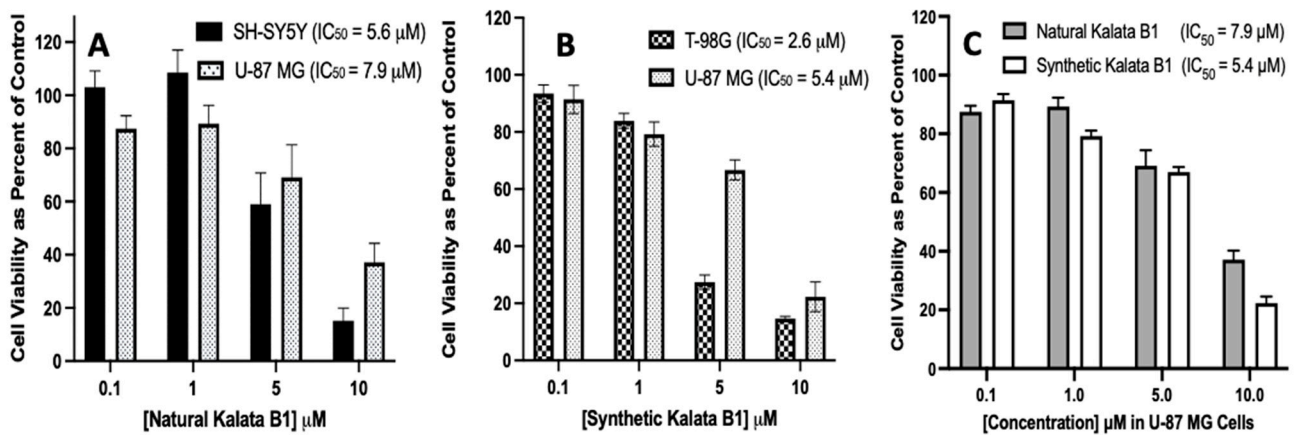 A
SH-SY5Y (IC50 = 5.6 μM)
U-87 MG (IC50 = 7.9 μM)
Cell Viability as Percent of Control
120
100
80
60
40
20
0
0.1 1 5 10
[Natural Kalata B1] μM
B
T-98G (IC50 = 2.6 μM)
U-87 MG (IC50 = 5.4 μM)
Cell Viability as Percent of Control
120
100
80
60
40
20
0
0.1 1 5 10
[Synthetic Kalata B1] μM
C
Natural Kalata B1 (IC50 = 7.9 μM)
Synthetic Kalata B1 (IC50 = 5.4 μM)
Cell Viability as Percent of Control
120
100
80
60
40
20
0
0.1 1.0 5.0 10.0
[Concentration] μM in U-87 MG Cells